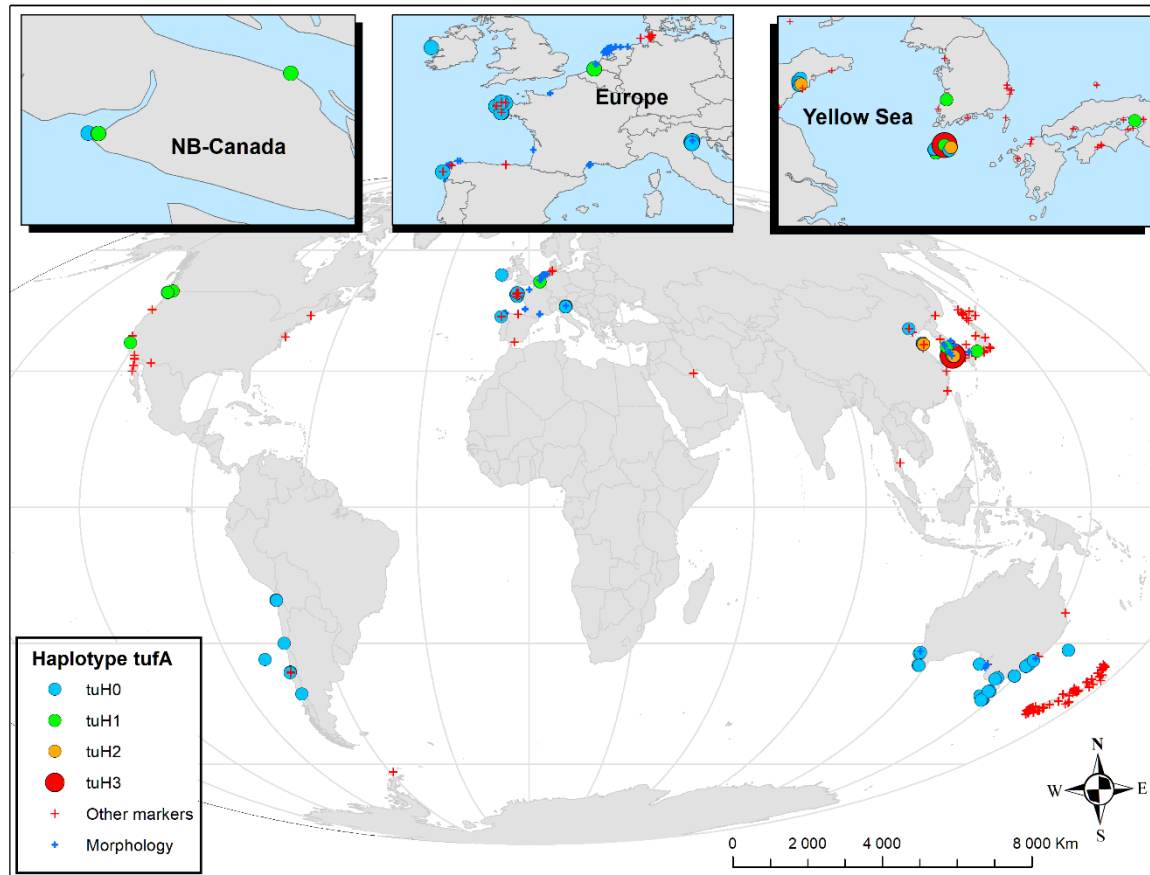 NB-Canada
Europe
Yellow Sea
Haplotype tufA
tuH0
tuH1
tuH2
tuH3
Other markers
Morphology
N
W E
S
0 2 000 4 000 8 000 Km